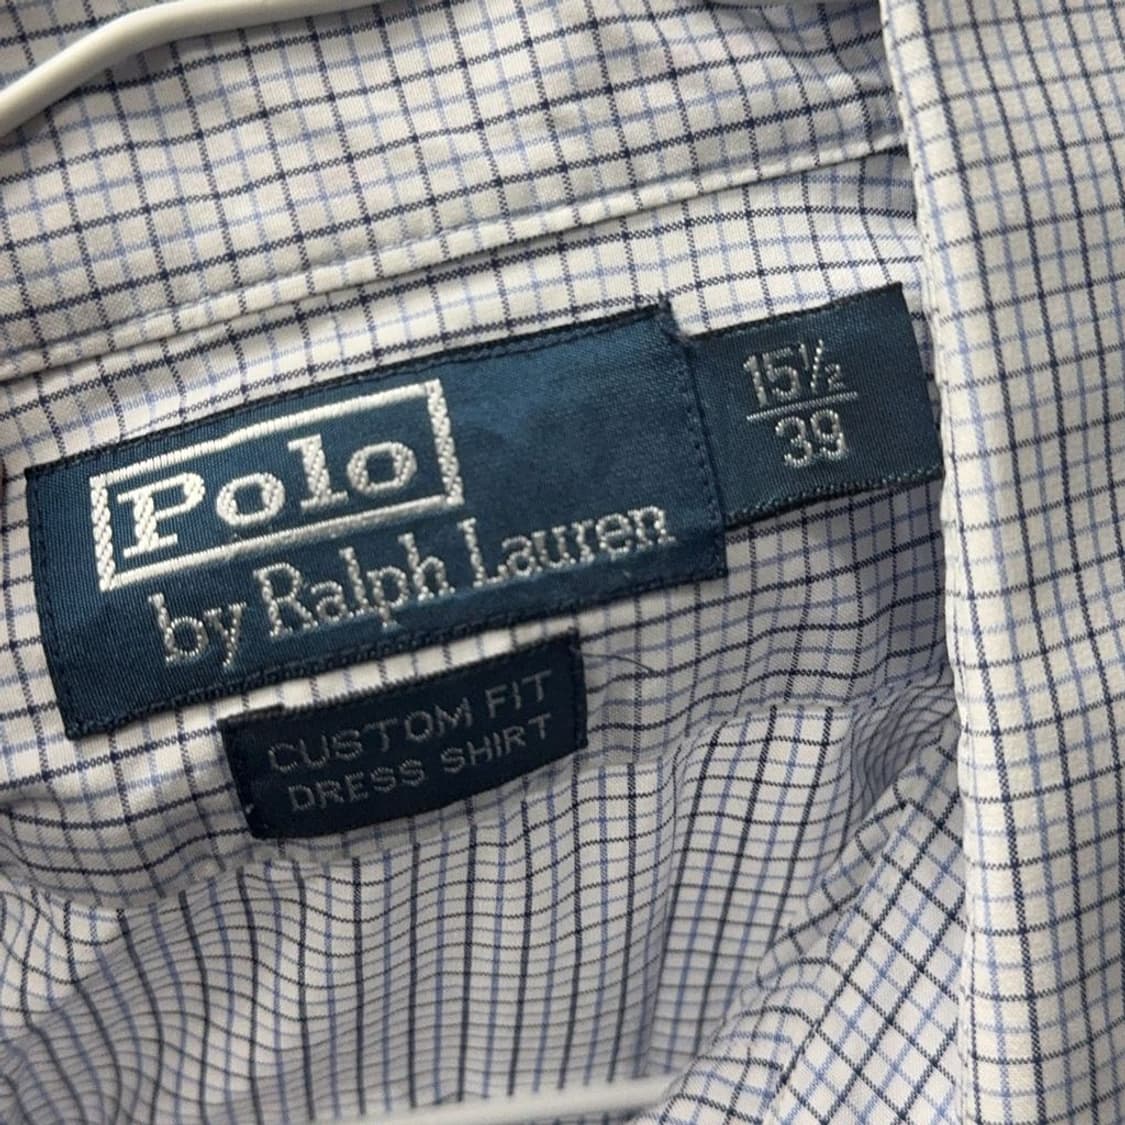 Polo
by Ralph Lauren
15½
39
CUSTOM FIT
DRESS SHIRT